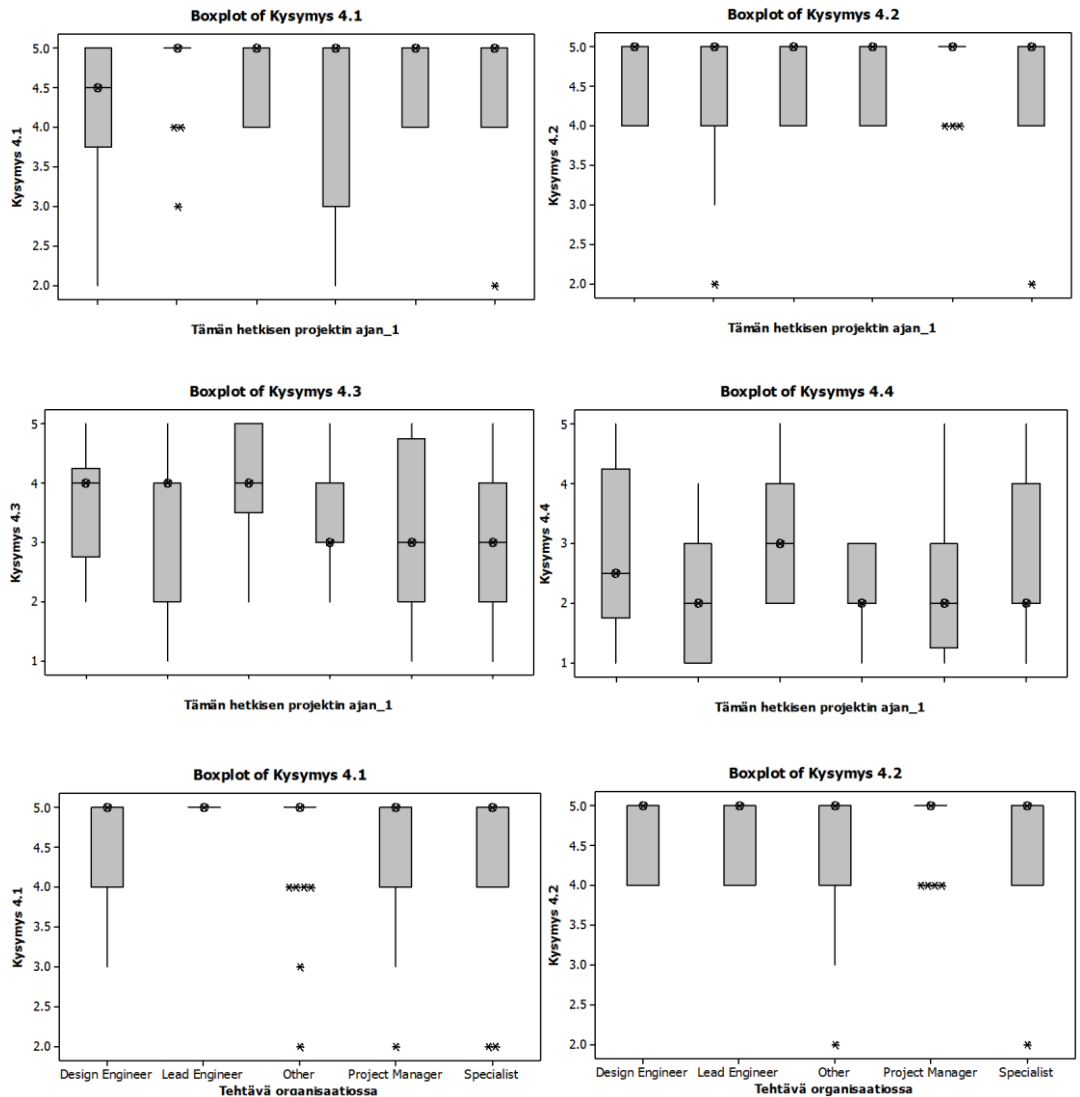 Boxplot of Kysymys 4.1
5.0
4.5
4.0
3.5
3.0
2.5
2.0
Kysymys 4.1
Tämän hetkisen projektin ajan_1
Boxplot of Kysymys 4.2
5.0
4.5
4.0
3.5
3.0
2.5
2.0
Kysymys 4.2
Tämän hetkisen projektin ajan_1
Boxplot of Kysymys 4.3
5
4
3
2
1
Kysymys 4.3
Tämän hetkisen projektin ajan_1
Boxplot of Kysymys 4.4
5
4
3
2
1
Kysymys 4.4
Tämän hetkisen projektin ajan_1
Boxplot of Kysymys 4.1
5.0
4.5
4.0
3.5
3.0
2.5
2.0
Kysymys 4.1
Design Engineer Lead Engineer Other Project Manager Specialist
Tehtävä organisaatiossa
Boxplot of Kysymys 4.2
5.0
4.5
4.0
3.5
3.0
2.5
2.0
Kysymys 4.2
Design Engineer Lead Engineer Other Project Manager Specialist
Tehtävä organisaatiossa